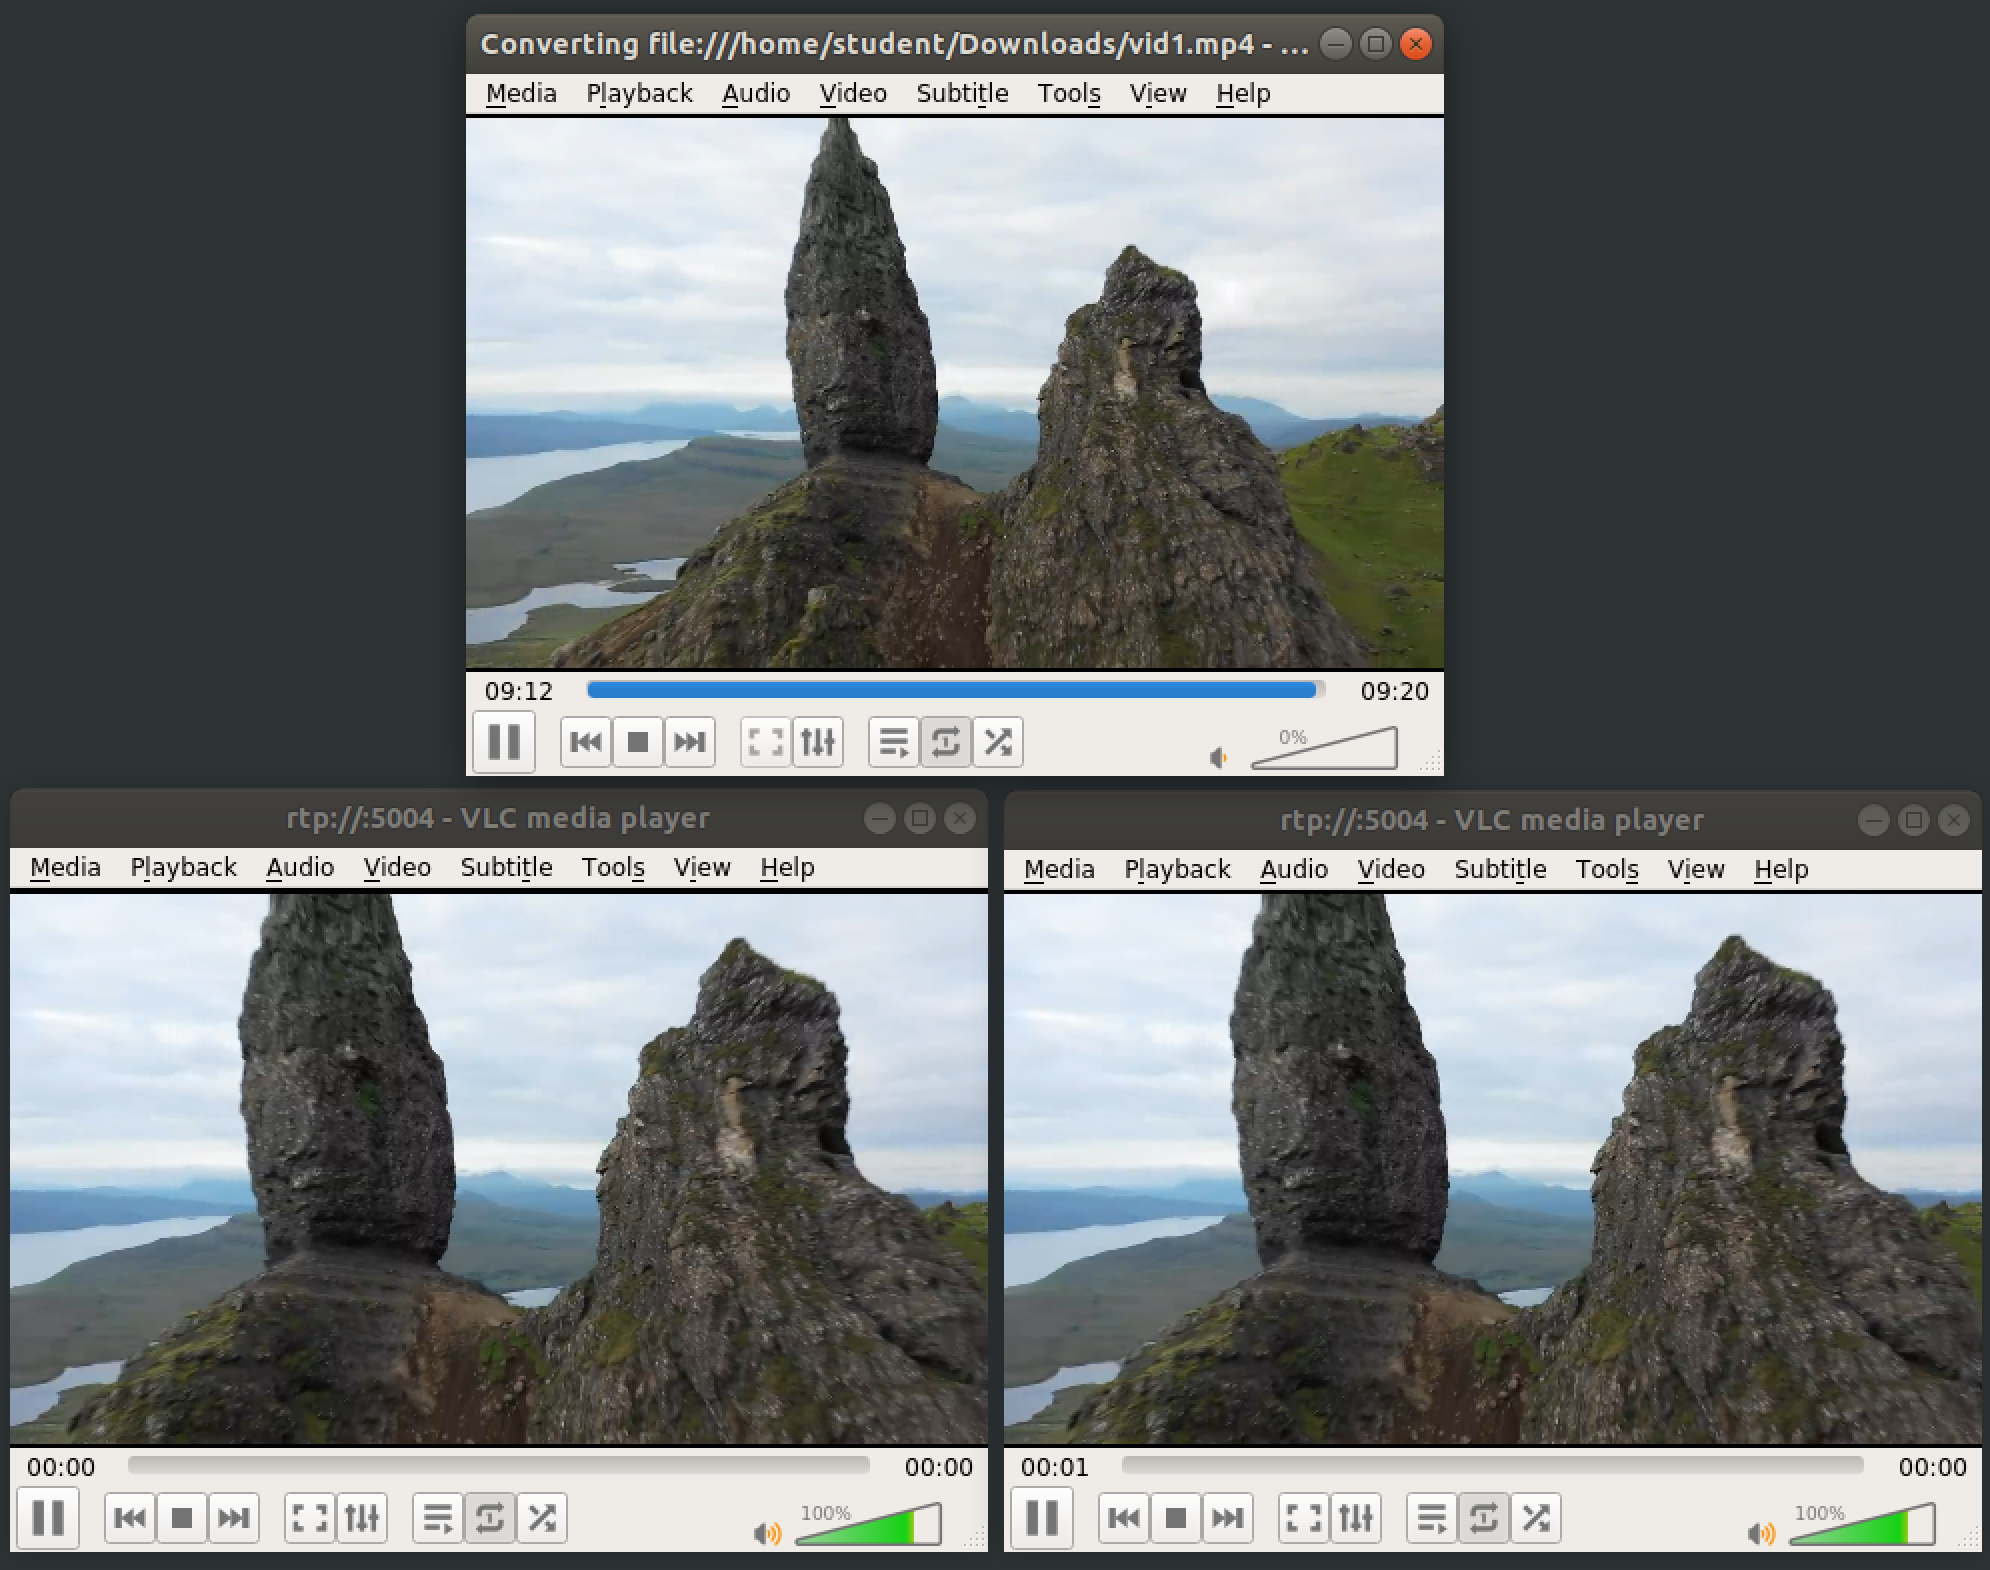 Converting file:///home/student/Downloads/vid1.mp4 - ...
Media Playback Audio Video Subtitle Tools View Help
09:12 09:20
0%
rtp://:5004 - VLC media player
Media Playback Audio Video Subtitle Tools View Help
00:00 00:00
100%
rtp://:5004 - VLC media player
Media Playback Audio Video Subtitle Tools View Help
00:01 00:00
100%